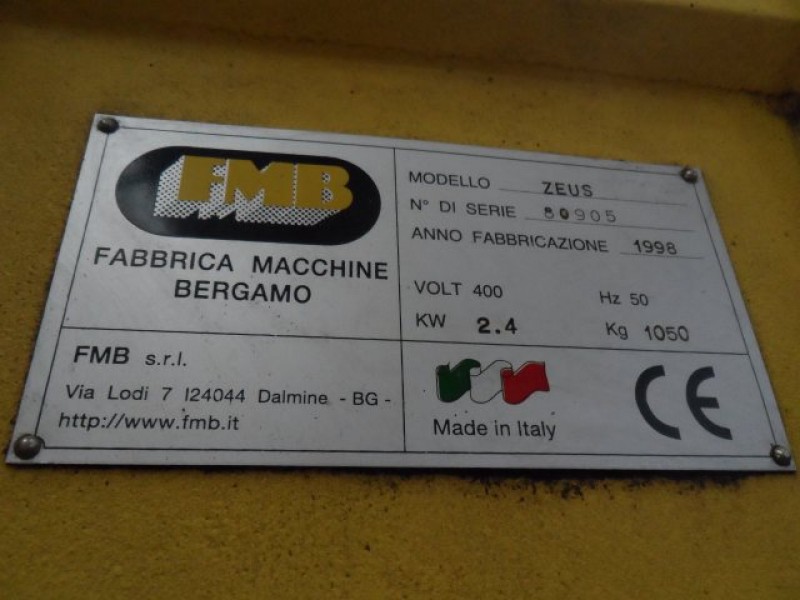 FMB
FABBRICA MACCHINE
BERGAMO
MODELLO ZEUS
N° DI SERIE 80905
ANNO FABBRICAZIONE 1998
VOLT 400 Hz 50
KW 2.4 Kg 1050
FMB s.r.l.
Via Lodi 7 I24044 Dalmine - BG -
http://www.fmb.it
Made in Italy
CE